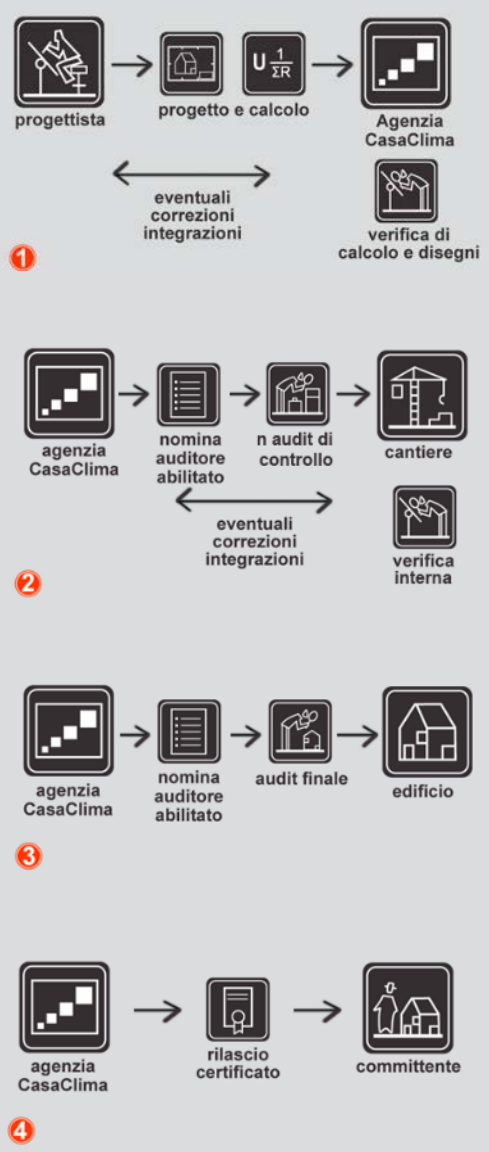 U 1
ΣR
progettista
progetto e calcolo
Agenzia
CasaClima
eventuali
correzioni
integrazioni
verifica di
calcolo e disegni
1
agenzia
CasaClima
nomina
auditore
abilitato
n audit di
controllo
cantiere
eventuali
correzioni
integrazioni
verifica
interna
2
agenzia
CasaClima
nomina
auditore
abilitato
audit finale
edificio
3
agenzia
CasaClima
rilascio
certificato
committente
4